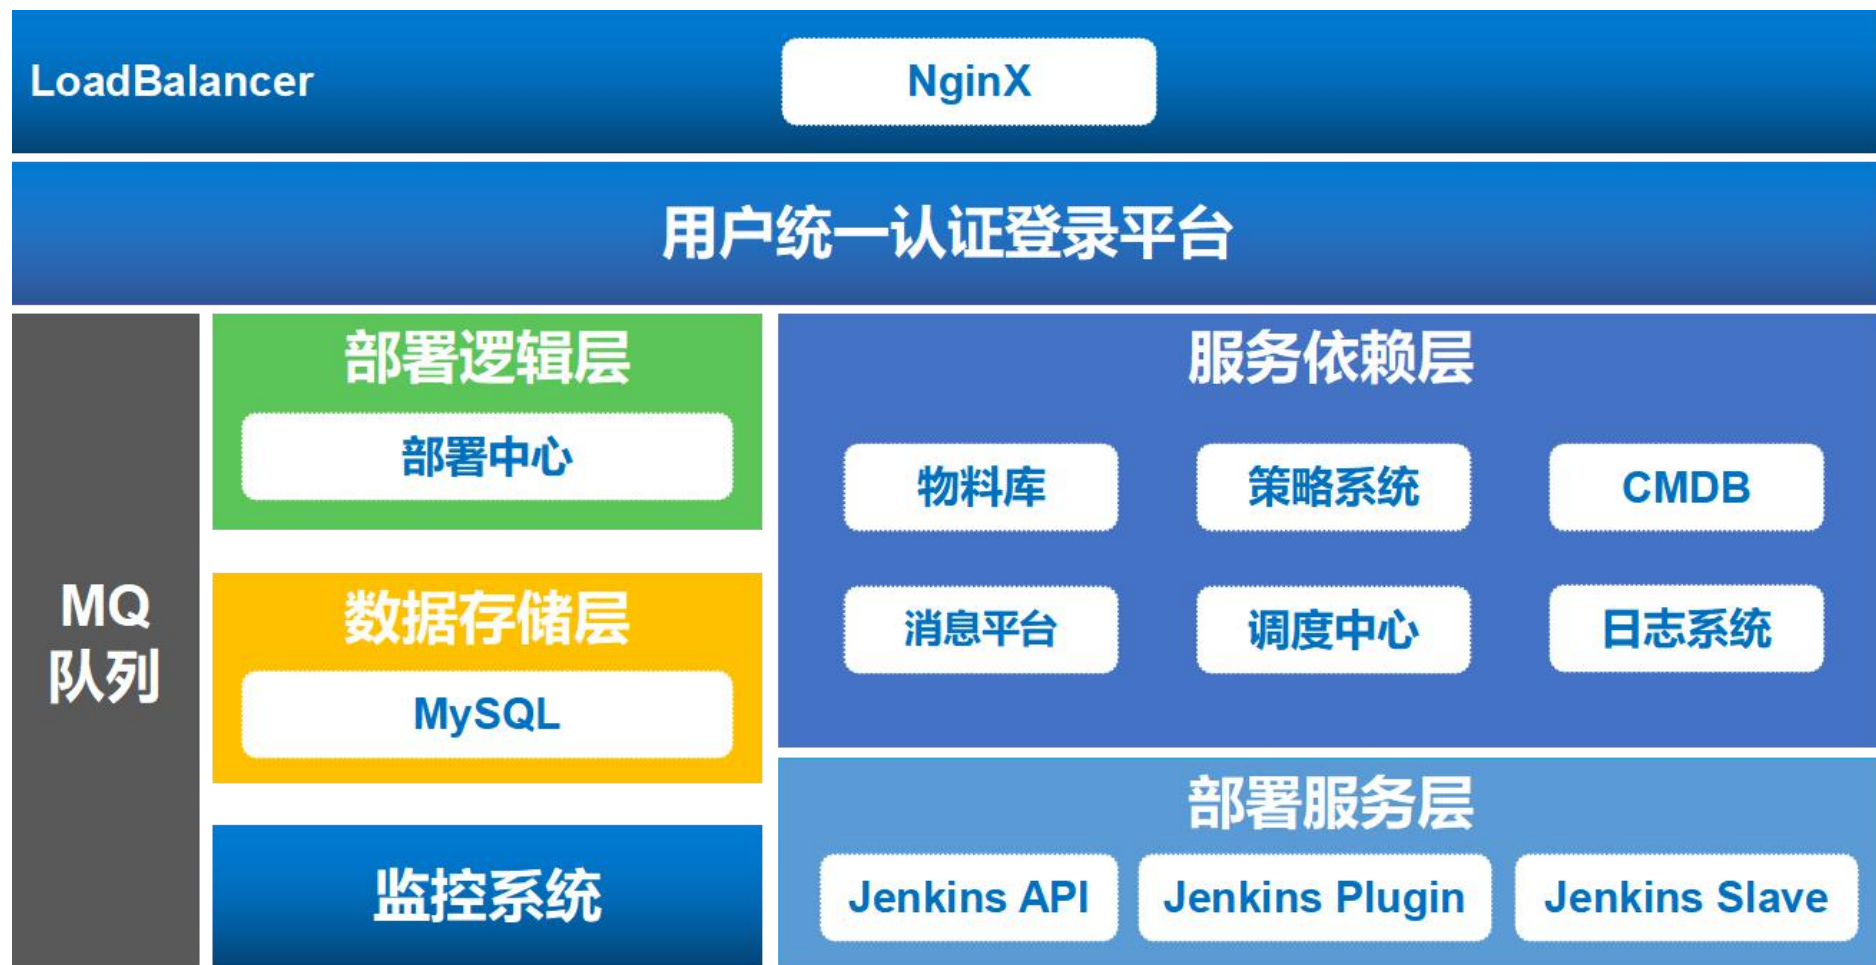 LoadBalancer
NginX
用户统一认证登录平台
MQ
队列
部署逻辑层
部署中心
数据存储层
MySQL
监控系统
服务依赖层
物料库
策略系统
CMDB
消息平台
调度中心
日志系统
部署服务层
Jenkins API
Jenkins Plugin
Jenkins Slave